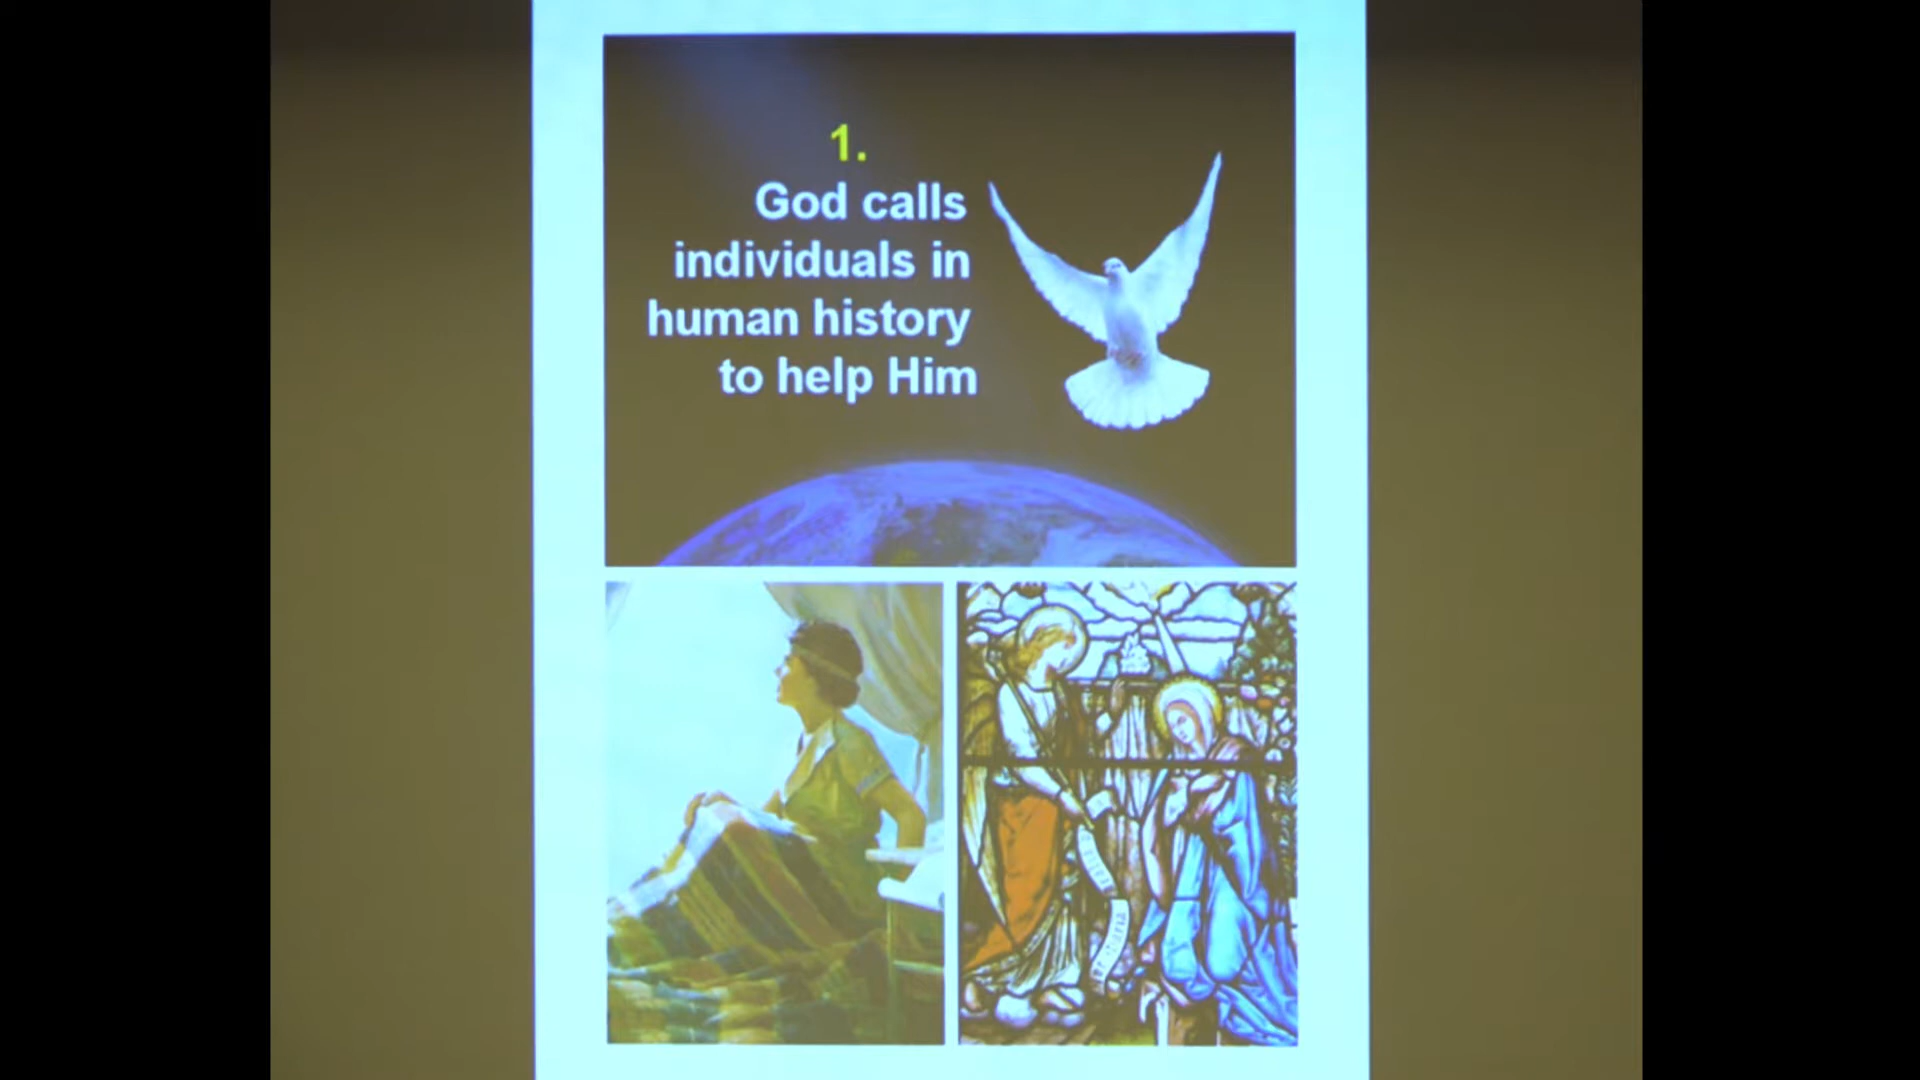 1.
God calls
individuals in
human history
to help Him